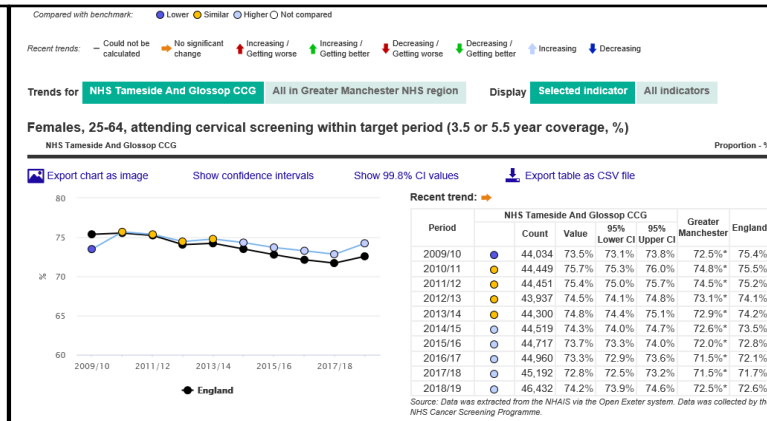 Compared with benchmark: Lower Similar Higher Not compared
Recent trends: – Could not be calculated No significant change Increasing / Getting worse Increasing / Getting better Decreasing / Getting worse Decreasing / Getting better Increasing Decreasing
Trends for NHS Tameside And Glossop CCG All in Greater Manchester NHS region Display Selected indicator All indicators
Females, 25-64, attending cervical screening within target period (3.5 or 5.5 year coverage, %)
NHS Tameside And Glossop CCG Proportion - %
Export chart as image Show confidence intervals Show 99.8% CI values Export table as CSV file
80
75
%
70
65
60
2009/10 2011/12 2013/14 2015/16 2017/18
England
Recent trend:
Period NHS Tameside And Glossop CCG Greater Manchester England
Count Value 95% Lower CI 95% Upper CI
2009/10 44,034 73.5% 73.1% 73.8% 72.5%* 75.4%
2010/11 44,449 75.7% 75.3% 76.0% 74.8%* 75.5%
2011/12 44,451 75.4% 75.0% 75.7% 74.5%* 75.2%
2012/13 43,937 74.5% 74.1% 74.8% 73.1%* 74.1%
2013/14 44,300 74.8% 74.4% 75.1% 72.9%* 74.2%
2014/15 44,519 74.3% 74.0% 74.7% 72.6%* 73.5%
2015/16 44,717 73.7% 73.3% 74.0% 72.0%* 72.8%
2016/17 44,960 73.3% 72.9% 73.6% 71.5%* 72.1%
2017/18 45,192 72.8% 72.5% 73.2% 71.5%* 71.7%
2018/19 46,432 74.2% 73.9% 74.6% 72.5%* 72.6%
Source: Data was extracted from the NHAIS via the Open Exeter system. Data was collected by the
NHS Cancer Screening Programme.